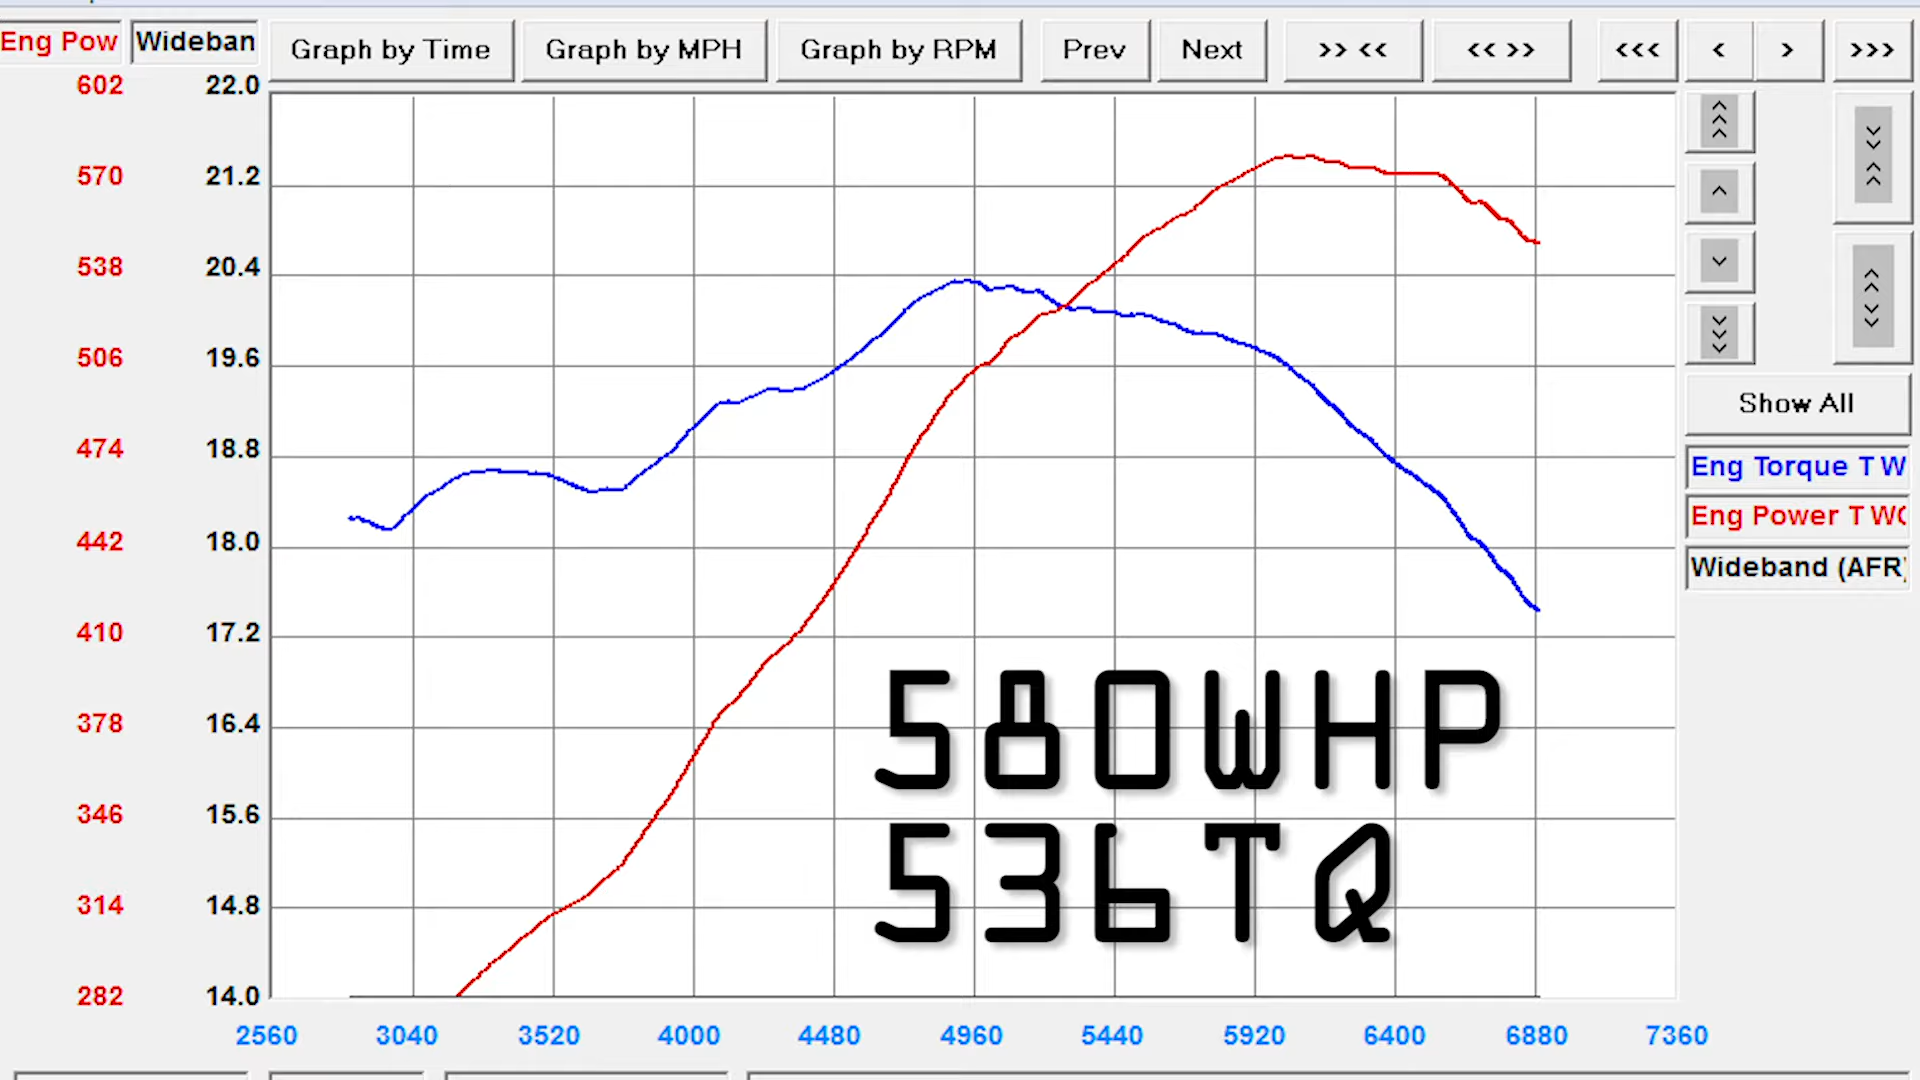 Eng Pow Wideban Graph by Time Graph by MPH Graph by RPM Prev Next >> << << >> <<< < > >>>
602 22.0
570 21.2
538 20.4
506 19.6
474 18.8
442 18.0
410 17.2
378 16.4
346 15.6
314 14.8
282 14.0
2560 3040 3520 4000 4480 4960 5440 5920 6400 6880 7360
Show All
Eng Torque T W
Eng Power T WC
Wideband (AFR)
580WHP
536TQ